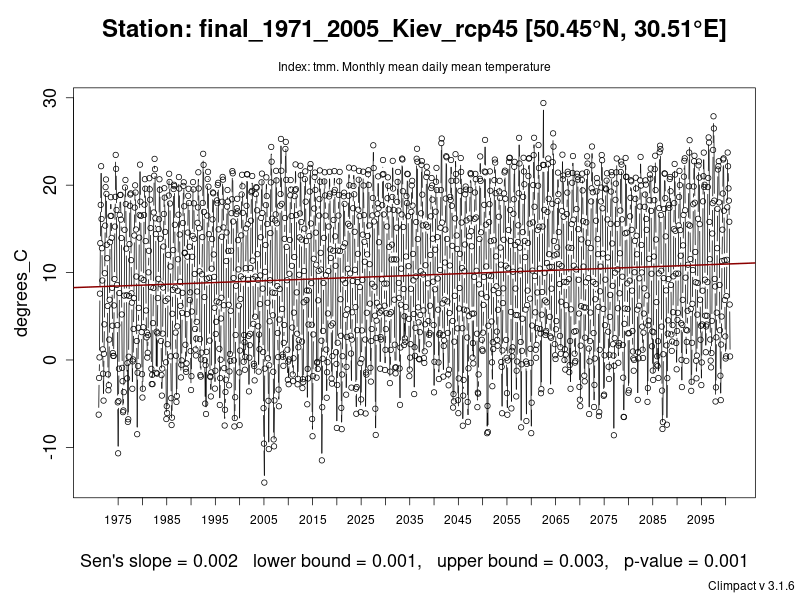 Station: final_1971_2005_Kiev_rcp45 [50.45°N, 30.51°E]
Index: tmm. Monthly mean daily mean temperature
degrees_C
30
20
10
0
-10
1975 1985 1995 2005 2015 2025 2035 2045 2055 2065 2075 2085 2095
Sen's slope = 0.002 lower bound = 0.001, upper bound = 0.003, p-value = 0.001
Climpact v 3.1.6